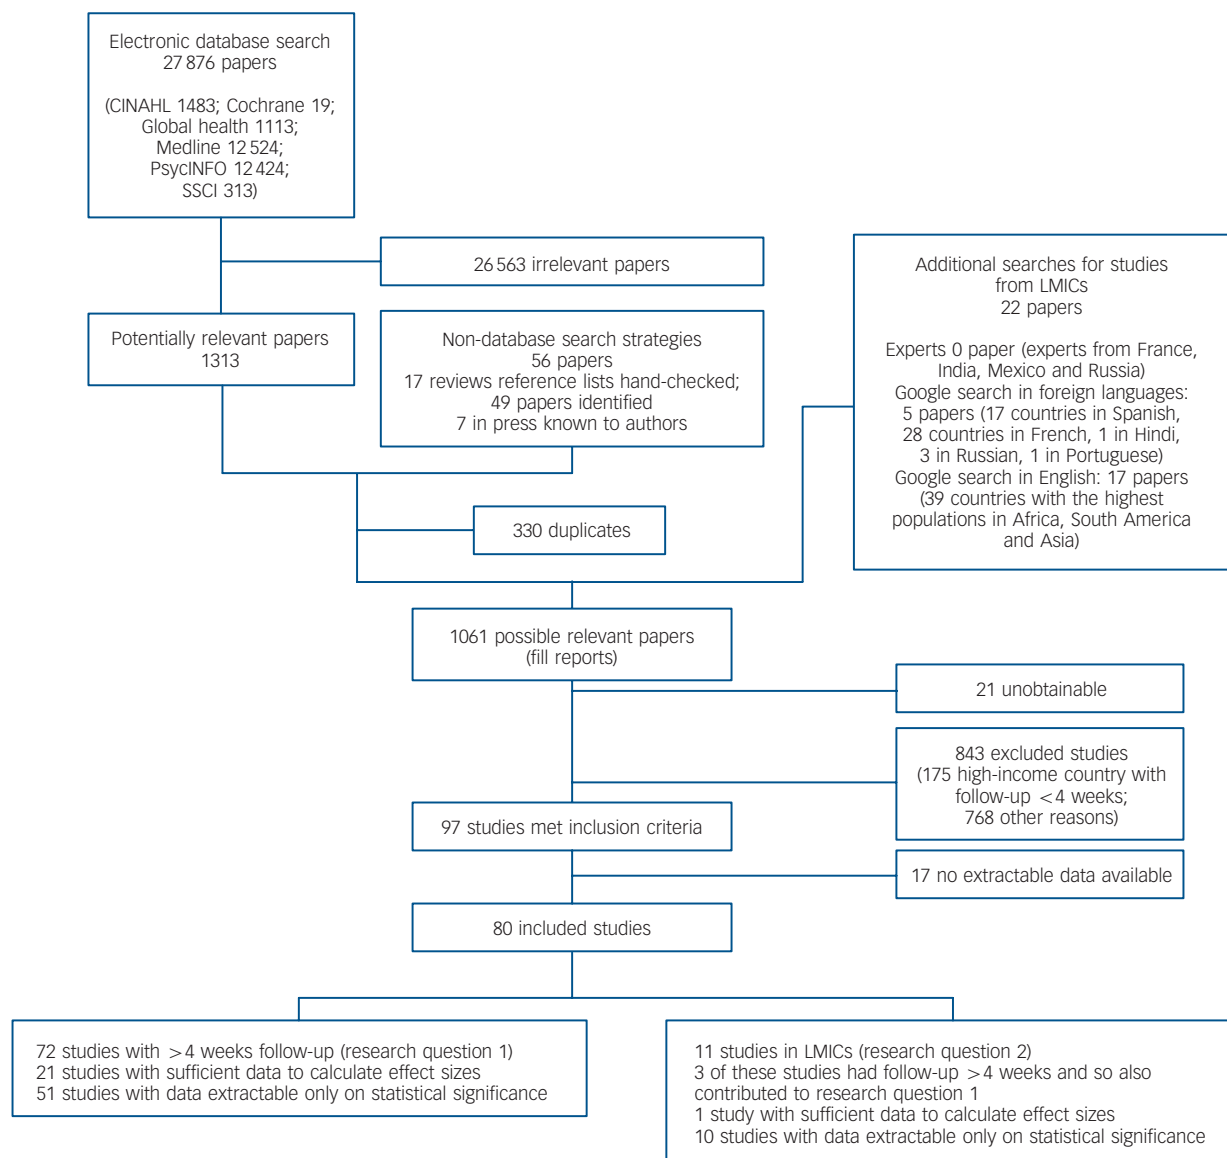 Electronic database search
27 876 papers
(CINAHL 1483; Cochrane 19;
Global health 1113;
Medline 12 524;
PsycINFO 12 424;
SSCI 313)
26 563 irrelevant papers
Potentially relevant papers
1313
Non-database search strategies
56 papers
17 reviews reference lists hand-checked;
49 papers identified
7 in press known to authors
Additional searches for studies
from LMICs
22 papers
Experts 0 paper (experts from France,
India, Mexico and Russia)
Google search in foreign languages:
5 papers (17 countries in Spanish,
28 countries in French, 1 in Hindi,
3 in Russian, 1 in Portuguese)
Google search in English: 17 papers
(39 countries with the highest
populations in Africa, South America
and Asia)
330 duplicates
1061 possible relevant papers
(fill reports)
21 unobtainable
843 excluded studies
(175 high-income country with
follow-up <4 weeks;
768 other reasons)
97 studies met inclusion criteria
17 no extractable data available
80 included studies
72 studies with >4 weeks follow-up (research question 1)
21 studies with sufficient data to calculate effect sizes
51 studies with data extractable only on statistical significance
11 studies in LMICs (research question 2)
3 of these studies had follow-up >4 weeks and so also
contributed to research question 1
1 study with sufficient data to calculate effect sizes
10 studies with data extractable only on statistical significance